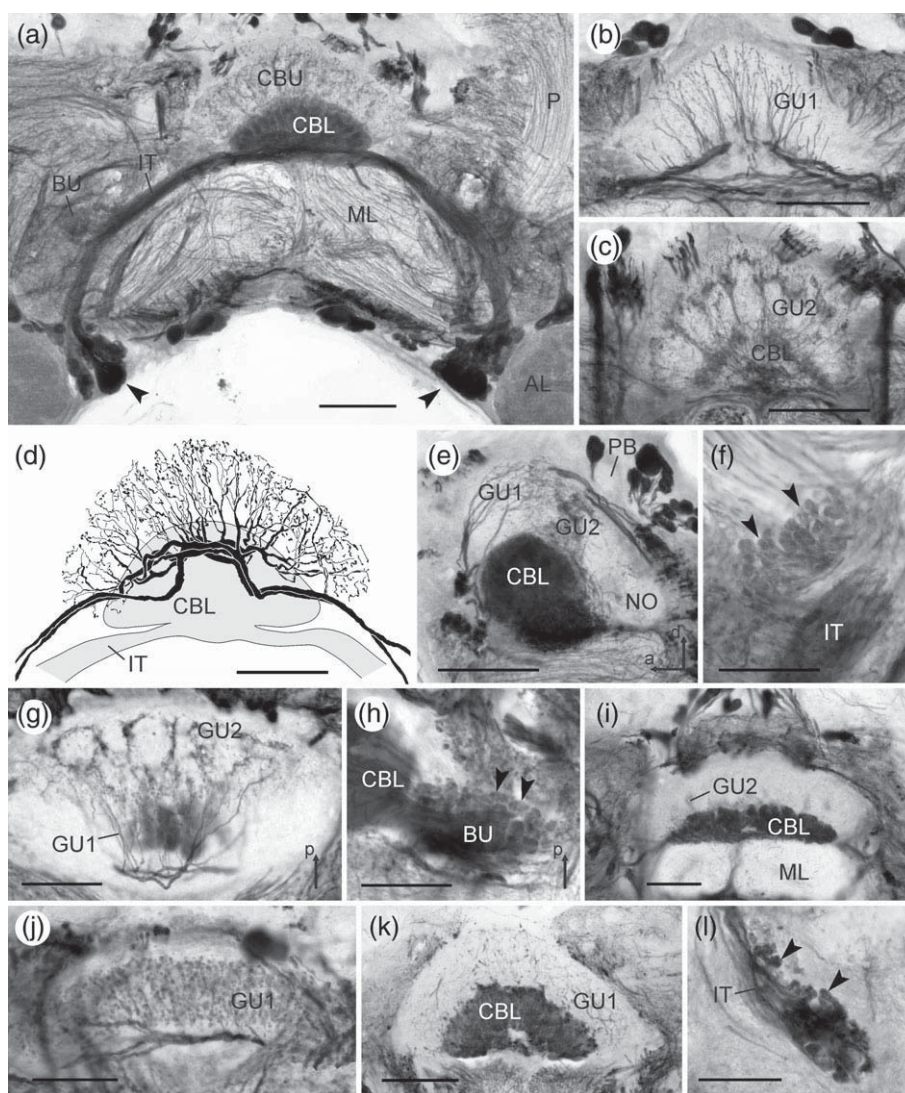 (a)
CBU
CBL
P
IT
BU
ML
AL
(b)
GU1
(c)
GU2
CBL
(d)
CBL
IT
(e)
PB
GU1
GU2
CBL
NO
d
a
(f)
IT
(g)
GU2
GU1
p
(h)
CBL
BU
p
(i)
GU2
CBL
ML
(j)
GU1
(k)
CBL
GU1
(l)
IT